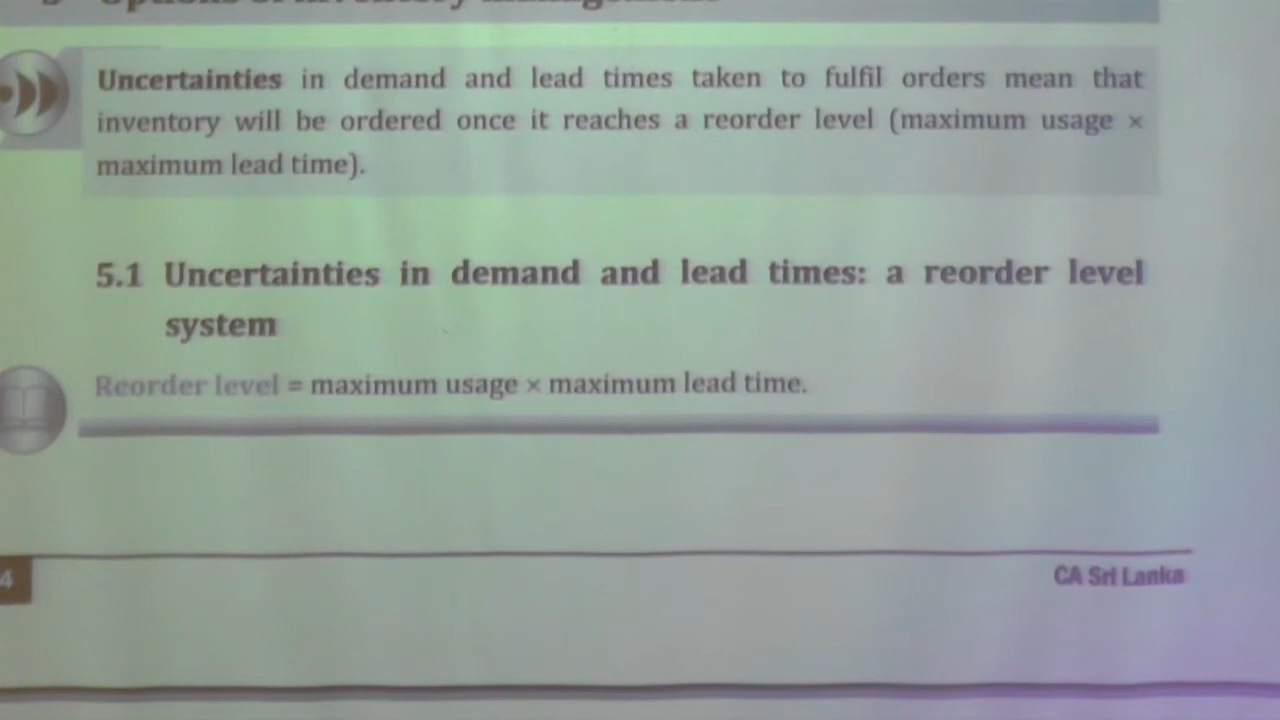 Uncertainties in demand and lead times taken to fulfil orders mean that
inventory will be ordered once it reaches a reorder level (maximum usage ×
maximum lead time).
5.1 Uncertainties in demand and lead times: a reorder level
system
Reorder level = maximum usage × maximum lead time.
4
CA Sri Lanka